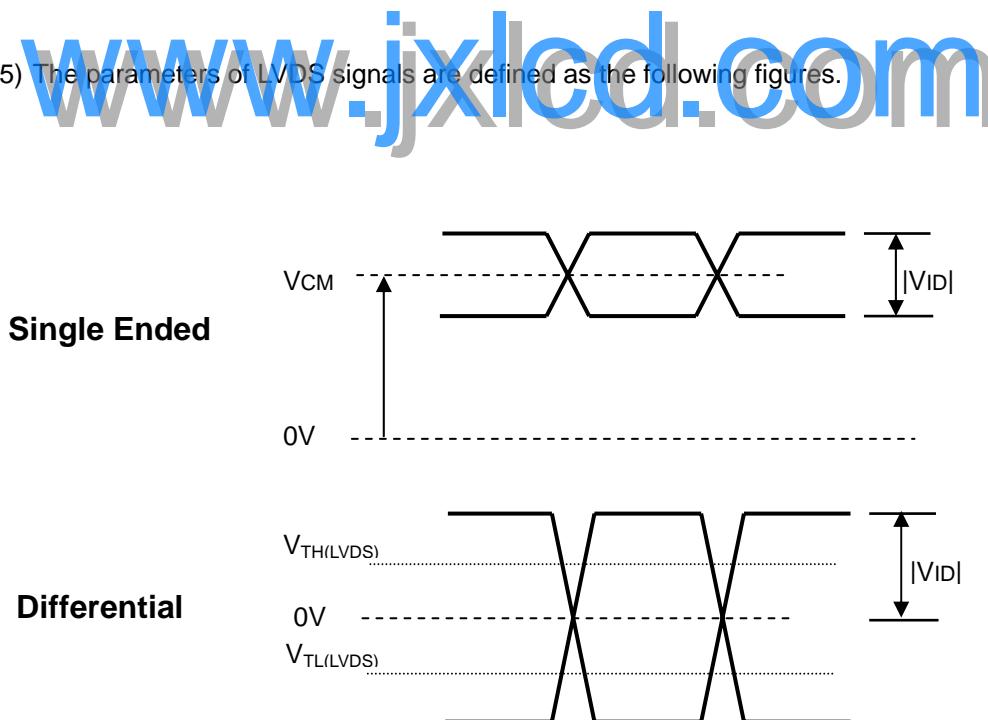 www.jxlcd.com
5) The parameters of LVDS signals are defined as the following figures.
VCM
|VID|
Single Ended
0V
VTH(LVDS)
|VID|
Differential
0V
VTL(LVDS)